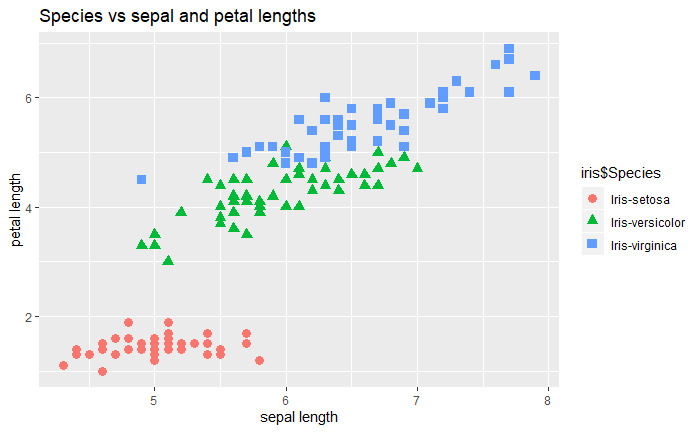 Species vs sepal and petal lengths
petal length
6
4
2
5
6
7
8
sepal length
iris$Species
Iris-setosa
Iris-versicolor
Iris-virginica